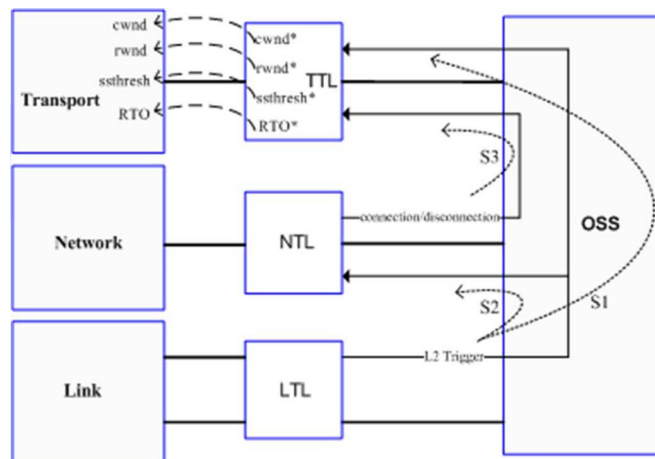 cwnd
cwnd*
rwnd
rwnd*
ssthresh
TTL
Transport
ssthresh*
RTO
RTO*
S3
connection/disconnection
OSS
Network
NTL
S2
S1
L2 Trigger
Link
LTL